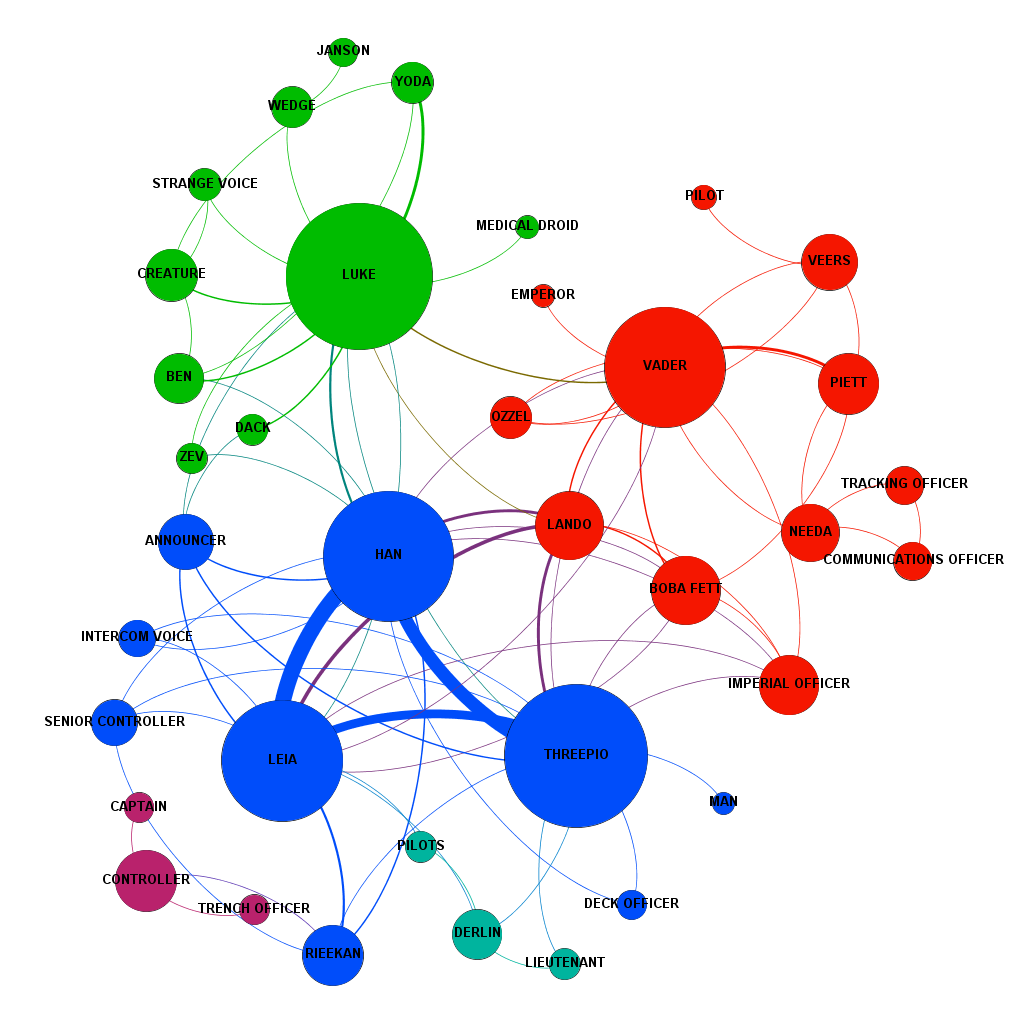 JANSON
YODA
WEDGE
STRANGE VOICE
PILOT
MEDICAL DROID
VEERS
CREATURE
LUKE
EMPEROR
VADER
BEN
PIETT
OZZEL
DACK
ZEV
TRACKING OFFICER
LANDO
NEEDA
ANNOUNCER
HAN
COMMUNICATIONS OFFICER
BOBA FETT
INTERCOM VOICE
IMPERIAL OFFICER
SENIOR CONTROLLER
LEIA
THREEPIO
MAN
CAPTAIN
PILOTS
CONTROLLER
DECK OFFICER
TRENCH OFFICER
DERLIN
RIEEKAN
LIEUTENANT